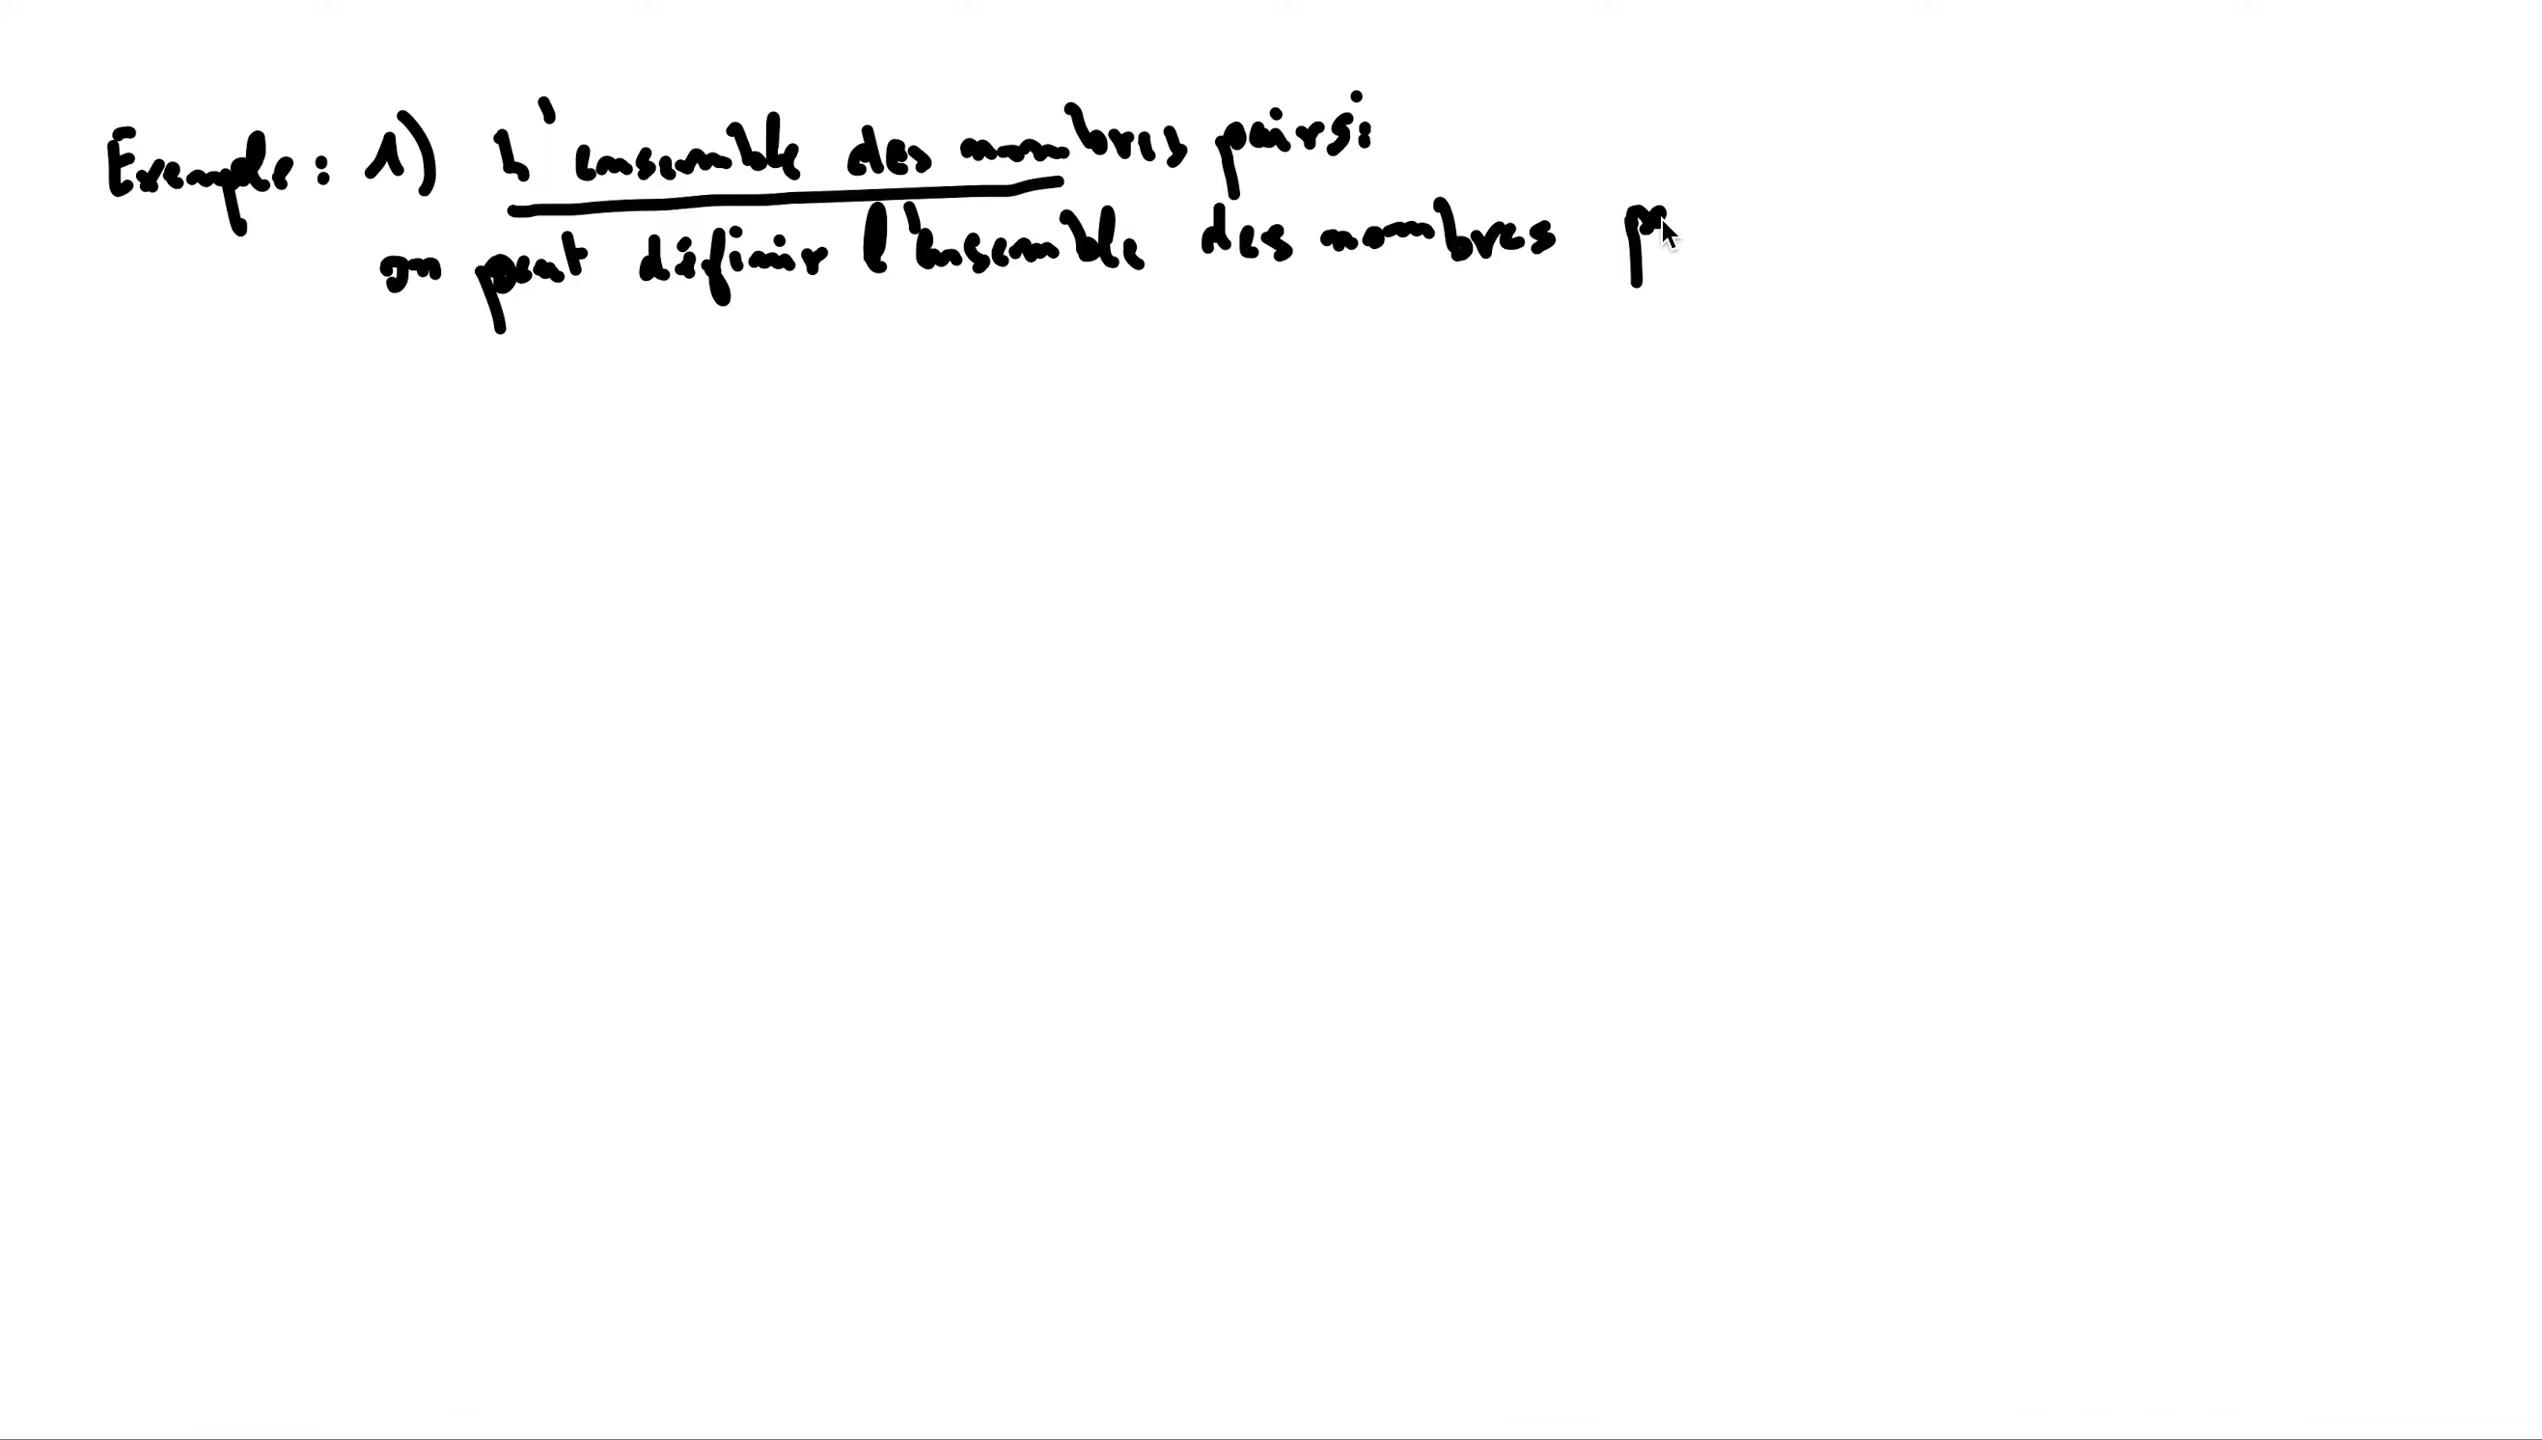 Exemple : 1) L'ensemble des nombres pairs :
on peut définir l'ensemble des nombres